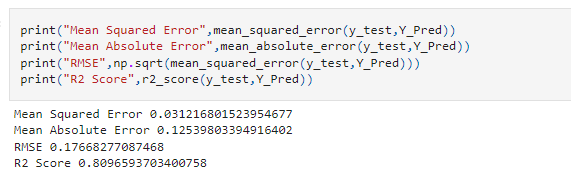 print("Mean Squared Error",mean_squared_error(y_test,Y_Pred))
print("Mean Absolute Error",mean_absolute_error(y_test,Y_Pred))
print("RMSE",np.sqrt(mean_squared_error(y_test,Y_Pred)))
print("R2 Score",r2_score(y_test,Y_Pred))
Mean Squared Error 0.031216801523954677
Mean Absolute Error 0.12539803394916402
RMSE 0.17668277087468
R2 Score 0.8096593703400758